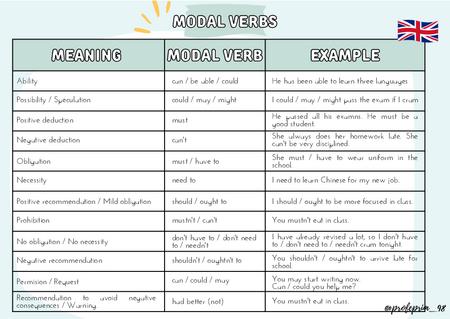 MODAL VERBS
MEANING MODAL VERB EXAMPLE
Ability can / be able / could He has been able to learn three languages
Possibility / Speculation could / may / might I could / may / might pass the exam if I cram
Positive deduction must He passed all his examns. He must be a
good student.
Negative deduction can't She always does her homework late. She
can't be very disciplined.
Obligation must / have to She must / have to wear uniform in the
school.
Necessity need to I need to learn Chinese for my new job.
Positive recommendation / Mild obligation should / ought to I should / ought to be more focused in class.
Prohibition mustn't / can't You mustn't eat in class.
No obligation / No necessity don't have to / don't need
to / needn't I have already revised a lot, so I don't have
to / don't need to / needn't cram tonight.
Negative recommendation shouldn't / oughtn't to You shouldn't / oughtn't to arrive late for
school.
Permission / Request can / could / may You may start writing now.
Can / could you help me?
Recommendation to avoid negative
consequences / Warning had better (not) You mustn't eat in class.
@profeprim_98